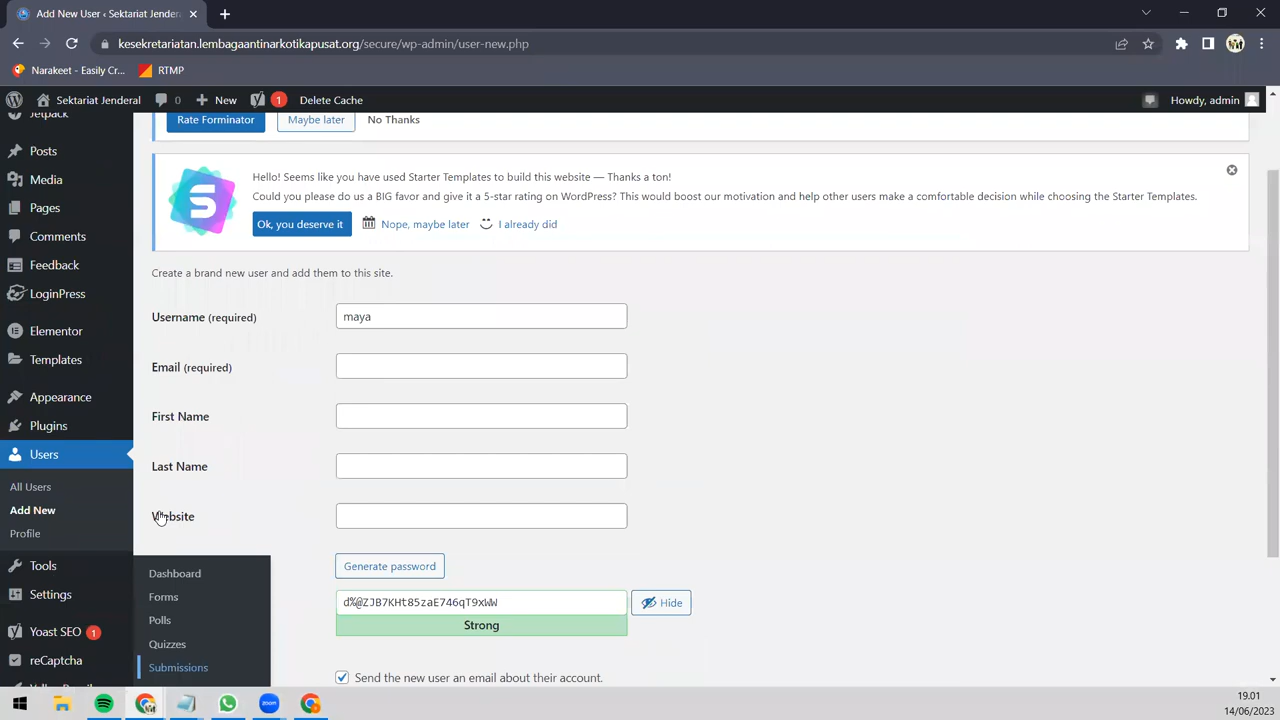 Add New User ‹ Sektariat Jenderal
kesekretariatan.lembagaantinarkotikapusat.org/secure/wp-admin/user-new.php
Narakeet - Easily Cr...
RTMP
Sektariat Jenderal
0
New
1
Delete Cache
Howdy, admin
Jetpack
Posts
Media
Pages
Comments
Feedback
LoginPress
Elementor
Templates
Appearance
Plugins
Users
All Users
Add New
Profile
Tools
Settings
Yoast SEO 1
reCaptcha
Dashboard
Forms
Polls
Quizzes
Submissions
Rate Forminator
Maybe later
No Thanks
Hello! Seems like you have used Starter Templates to build this website — Thanks a ton!
Could you please do us a BIG favor and give it a 5-star rating on WordPress? This would boost our motivation and help other users make a comfortable decision while choosing the Starter Templates.
Ok, you deserve it
Nope, maybe later
I already did
Create a brand new user and add them to this site.
Username (required)
maya
Email (required)
First Name
Last Name
Website
Generate password
d%@ZJB7KHt85zaE746qT9xWW
Hide
Strong
Send the new user an email about their account.
zoom
19.01
14/06/2023